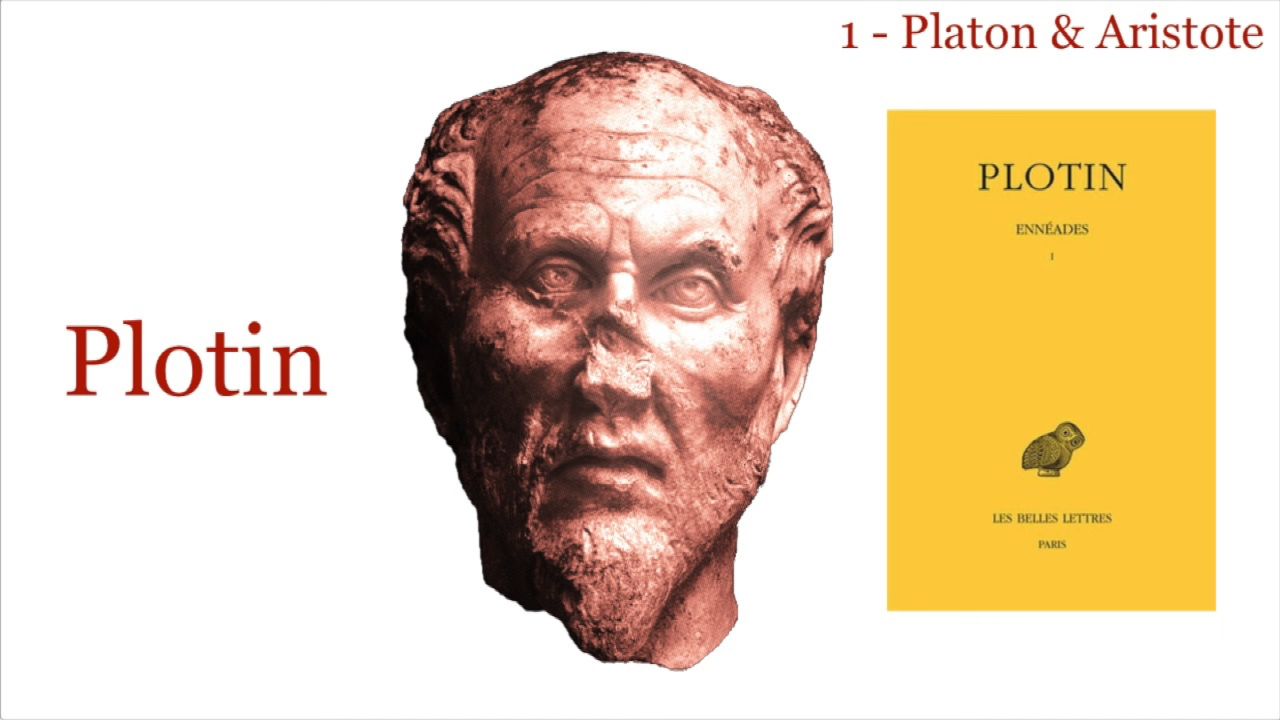 1 - Platon & Aristote
Plotin
PLOTIN
ENNÉADES
I
LES BELLES LETTRES
PARIS